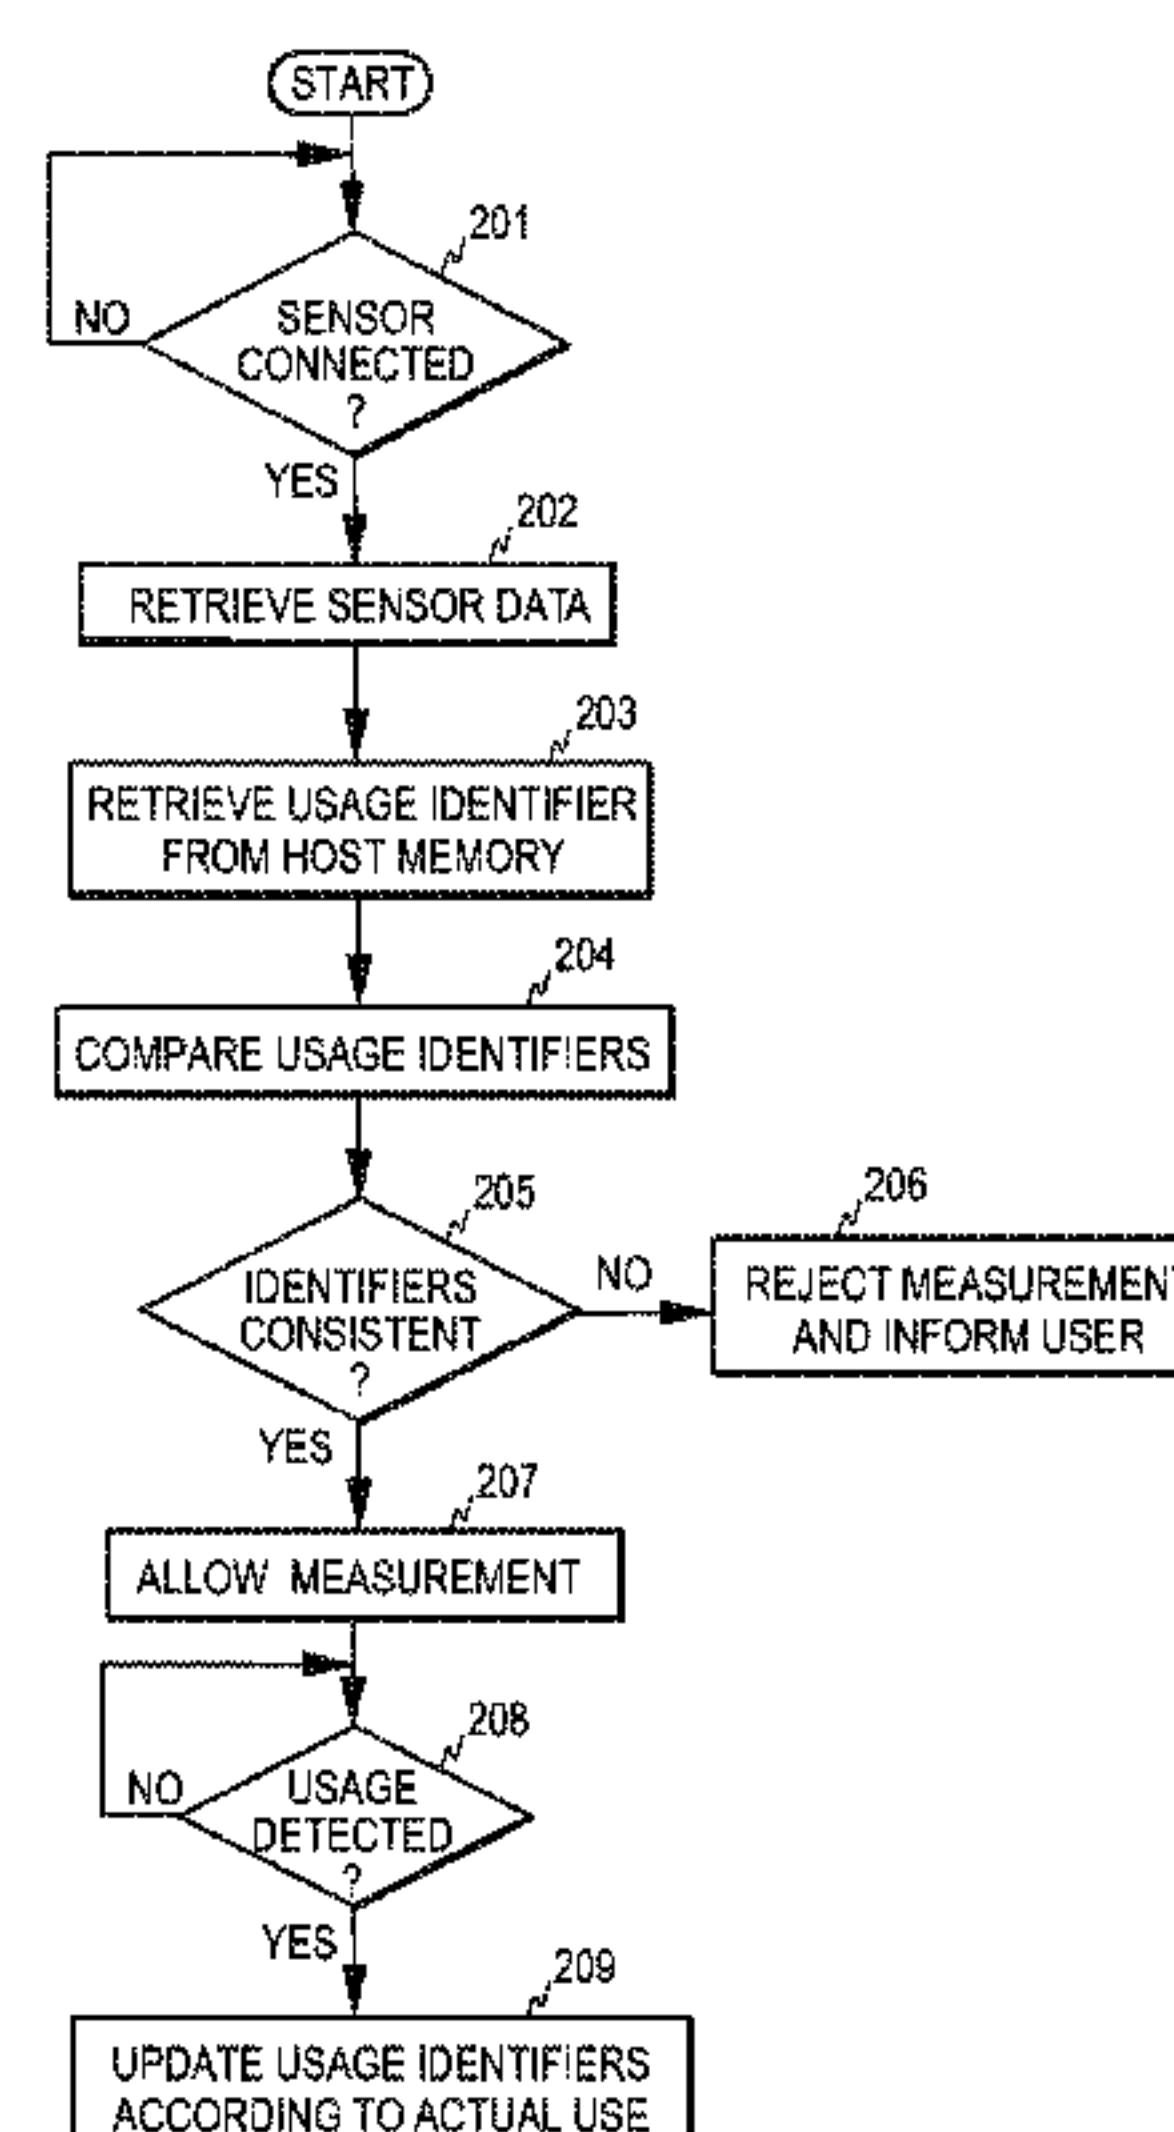 START
201
NO
SENSOR
CONNECTED
?
YES
202
RETRIEVE SENSOR DATA
203
RETRIEVE USAGE IDENTIFIER
FROM HOST MEMORY
204
COMPARE USAGE IDENTIFIERS
205
206
IDENTIFIERS
CONSISTENT
?
NO
REJECT MEASUREMENT
AND INFORM USER
YES
207
ALLOW MEASUREMENT
208
NO
USAGE
DETECTED
?
YES
209
UPDATE USAGE IDENTIFIERS
ACCORDING TO ACTUAL USE